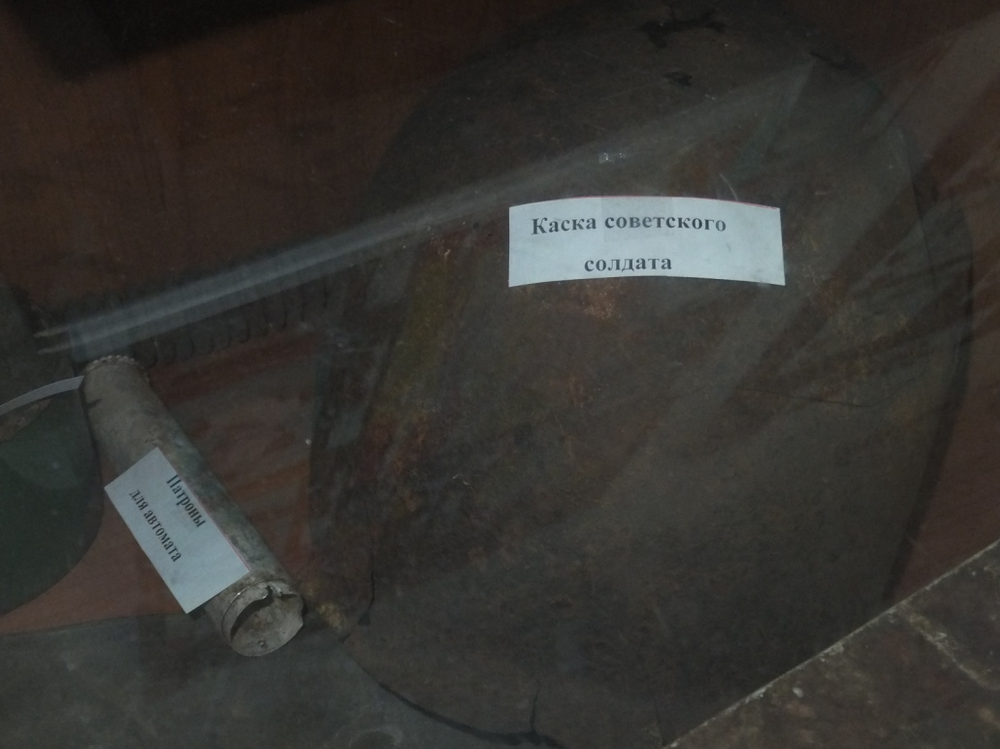 Каска советского
солдата
Патроны
для автомата